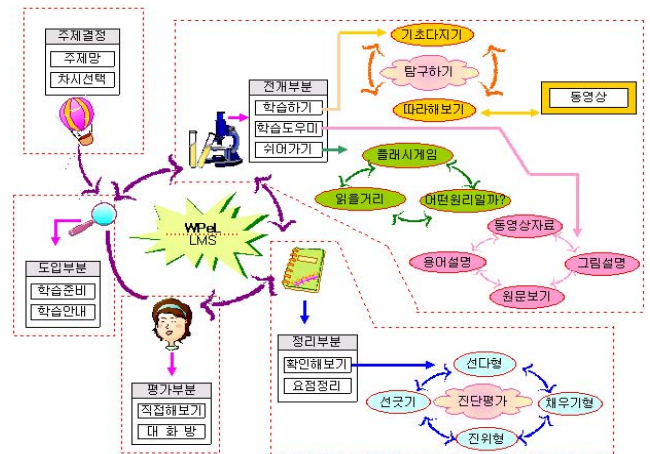 주제결정
주제망
차시선택
전개부분
학습하기
학습도우미
쉬어가기
기초다지기
탐구하기
따라해보기
동영상
플래시게임
읽을거리
어떤원리일까?
동영상자료
용어설명
그림설명
원문보기
WPeL
LMS
도입부분
학습준비
학습안내
평가부분
직접해보기
대 화 방
정리부분
확인해보기
요점정리
선다형
선긋기
진단평가
채우기형
진위형